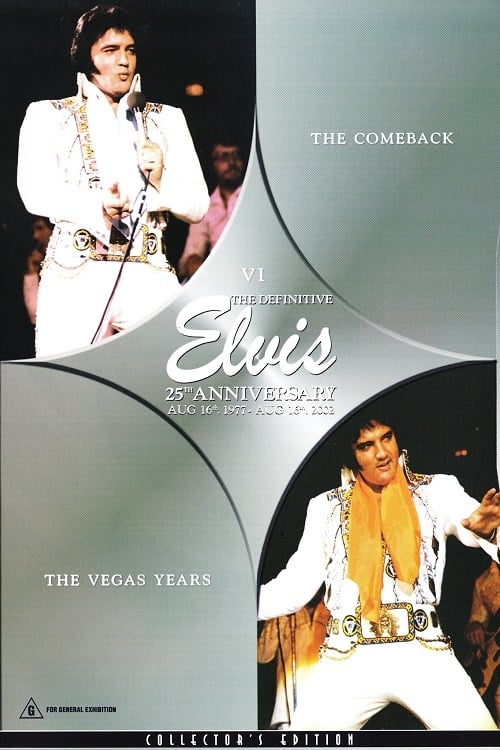 THE COMEBACK
VI
THE DEFINITIVE
Elvis
25TH ANNIVERSARY
AUG 16th, 1977 - AUG 16th, 2002
THE VEGAS YEARS
G FOR GENERAL EXHIBITION
COLLECTOR'S EDITION